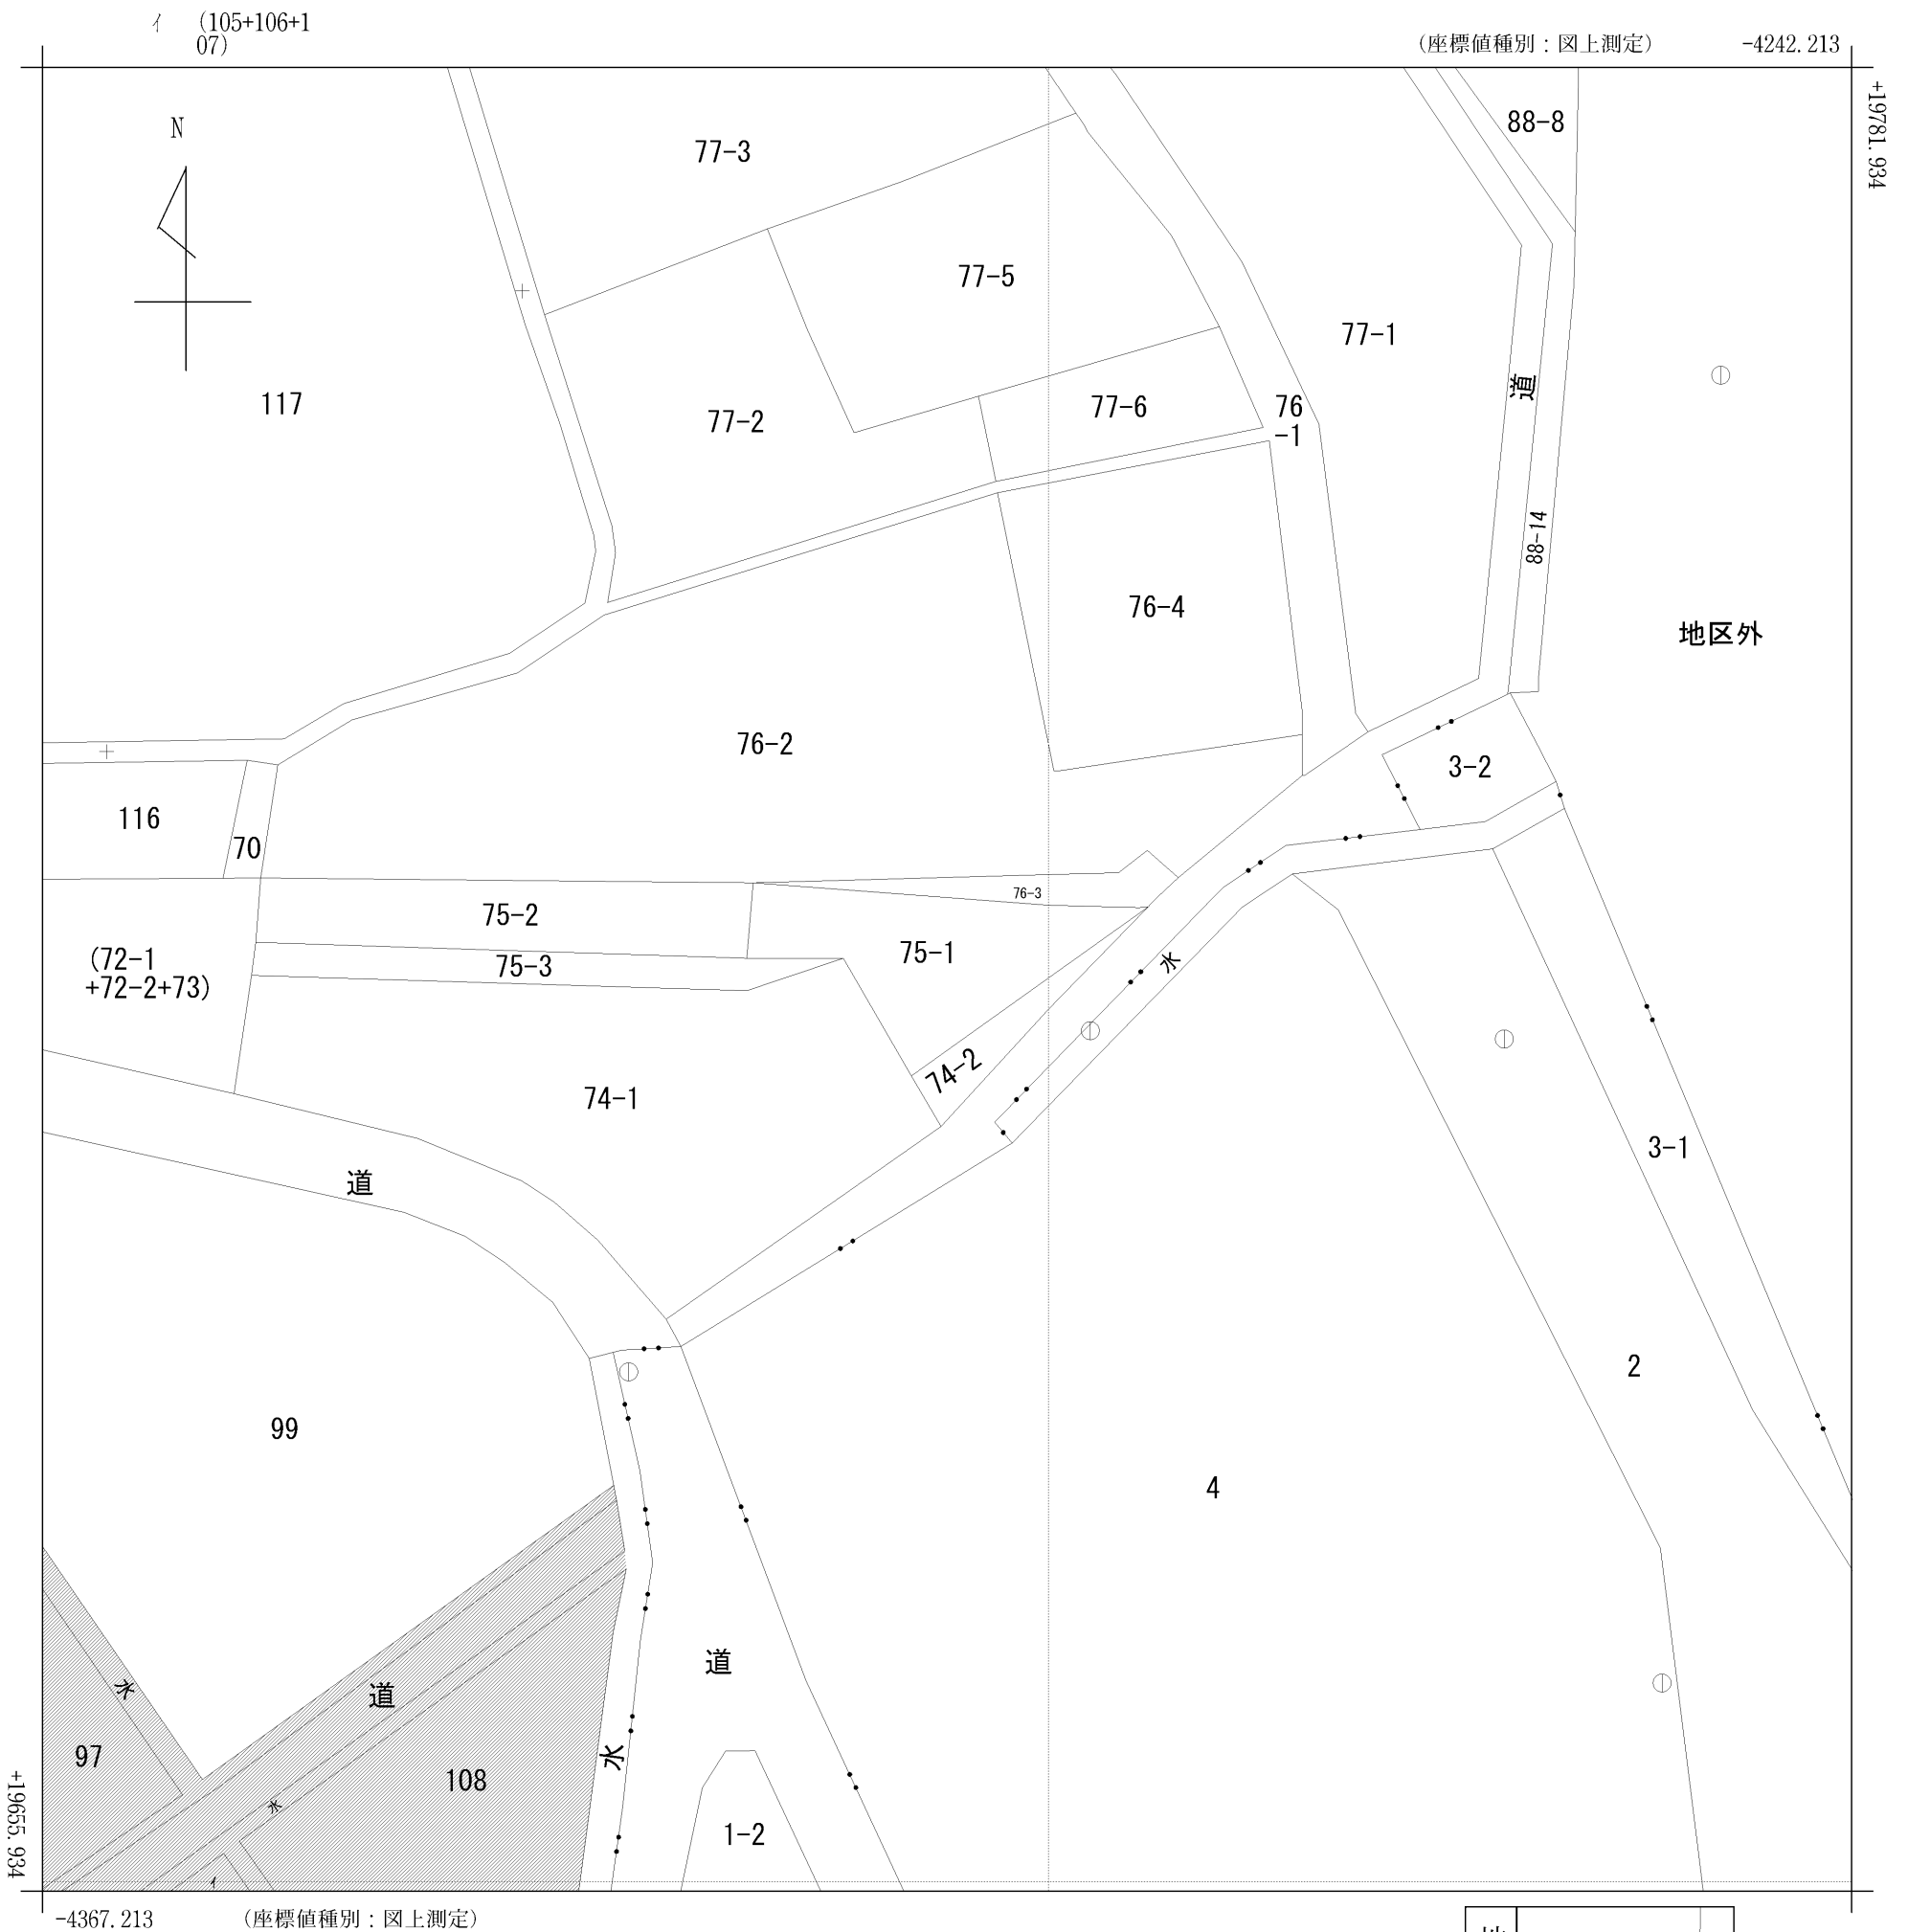 イ (105+106+1
07)
(座標値種別:図上測定) -4242.213
+19781.934
N
88-8
77-3
77-5
77-1
道
117
77-2
77-6
76
-1
88-14
76-4
地区外
76-2
3-2
116
70
76-3
75-2
75-1
(72-1
+72-2+73)
75-3
水
74-2
74-1
3-1
道
2
99
4
道
水
道
水
97
108
水
1-2
イ
+19655.934
-4367.213 (座標値種別:図上測定)